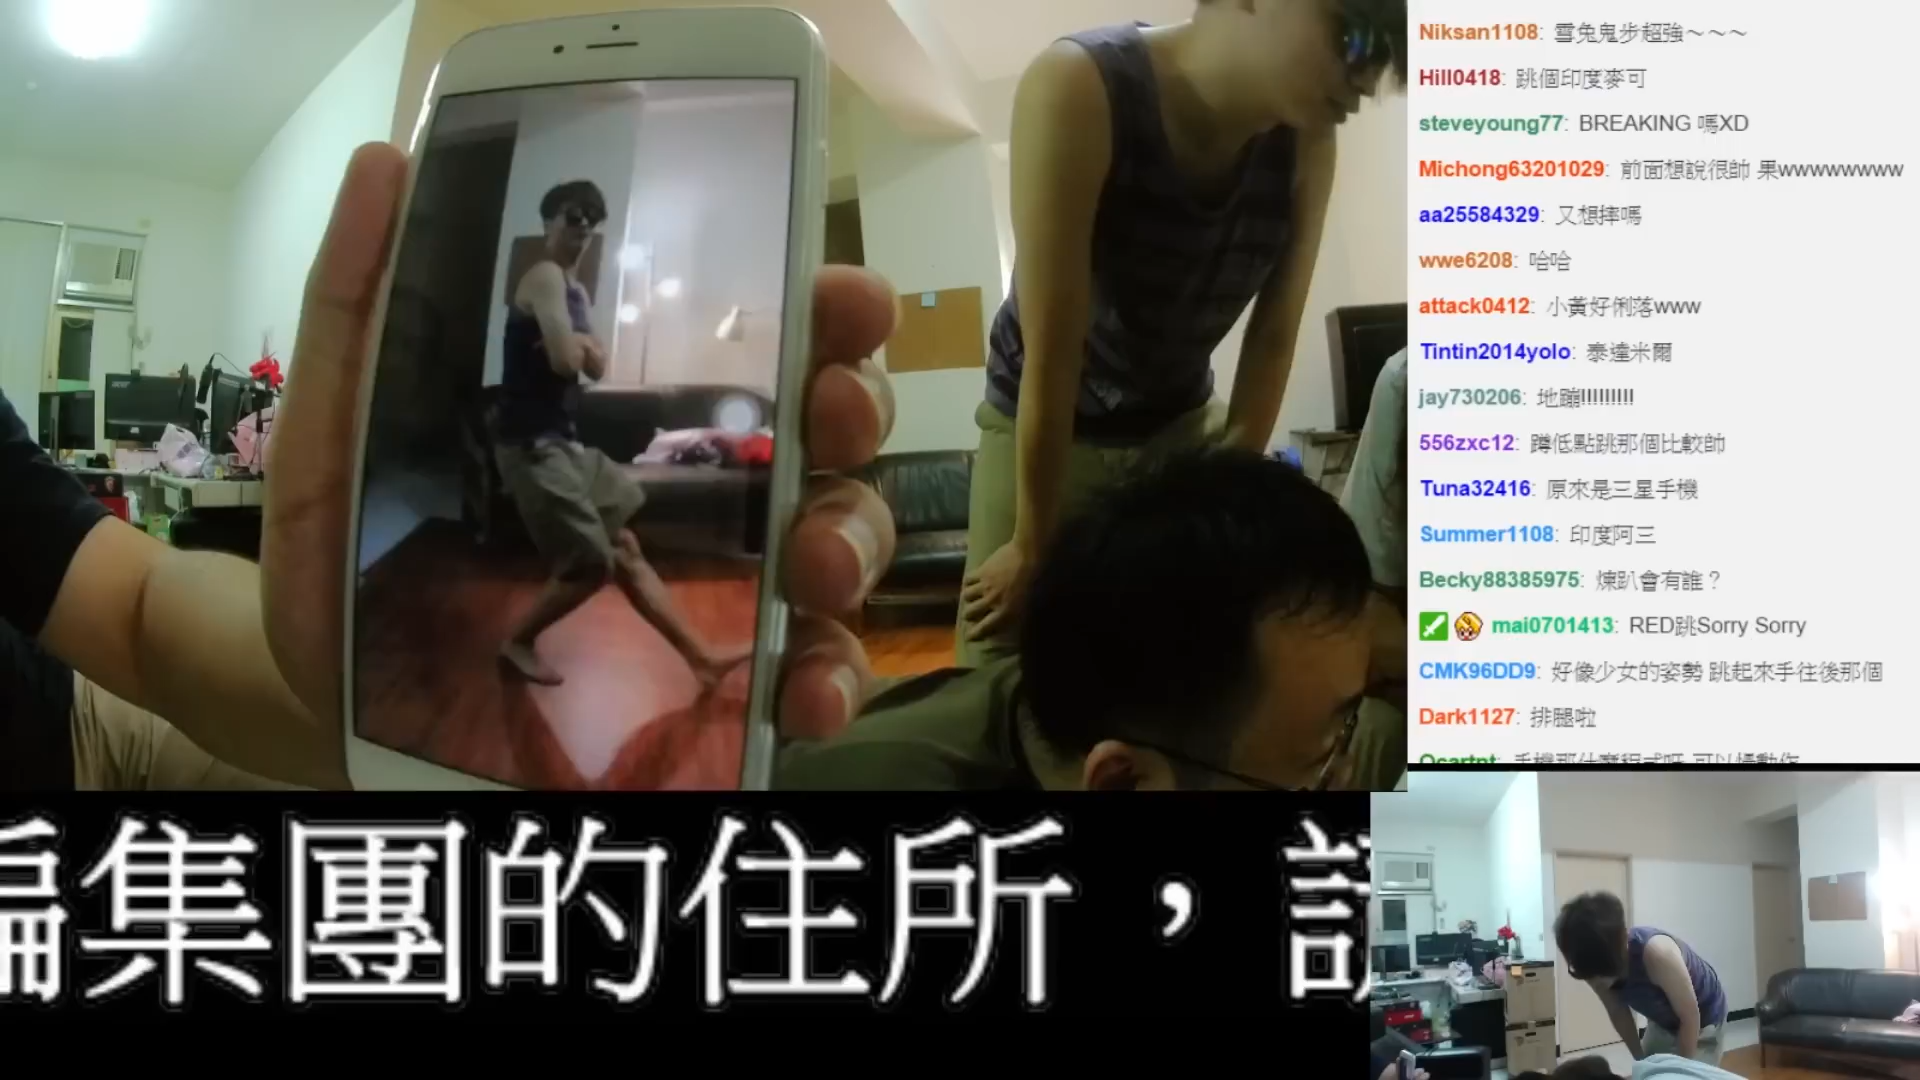 Niksan1108: 雪兔鬼步超強～～～
Hill0418: 跳個印度麥可
steveyoung77: BREAKING 嗎XD
Michong63201029: 前面想說很帥 果wwwwwwwww
aa25584329: 又想摔嗎
wwe6208: 哈哈
attack0412: 小黃好俐落www
Tintin2014yolo: 泰達米爾
jay730206: 地蹦!!!!!!!!!
556zxc12: 蹲低點跳那個比較帥
Tuna32416: 原來是三星手機
Summer1108: 印度阿三
Becky88385975: 煉趴會有誰？
mai0701413: RED跳Sorry Sorry
CMK96DD9: 好像少女的姿勢 跳起來手往後那個
Dark1127: 排腿啦
集團的住所，